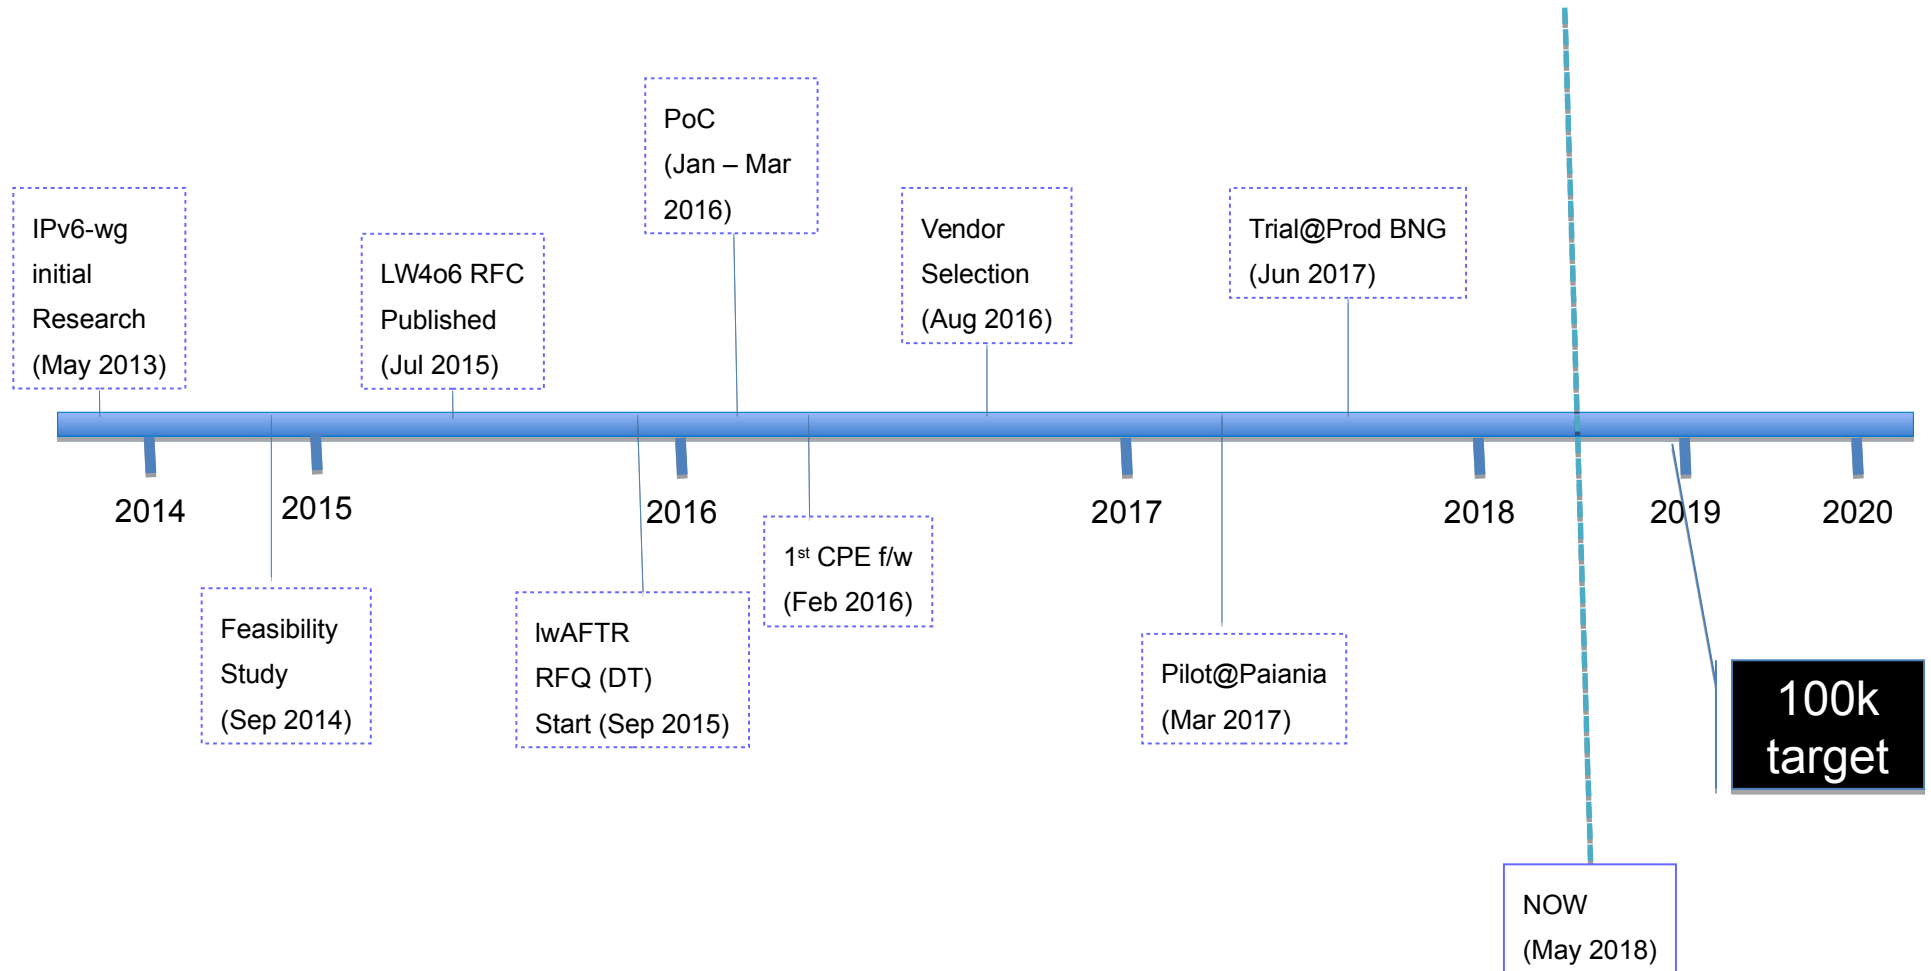 PoC
(Jan – Mar
2016)
IPv6-wg
initial
Research
(May 2013)
LW4o6 RFC
Published
(Jul 2015)
Vendor
Selection
(Aug 2016)
Trial@Prod BNG
(Jun 2017)
2014
2015
2016
2017
2018
2019
2020
1st CPE f/w
(Feb 2016)
Feasibility
Study
(Sep 2014)
lwAFTR
RFQ (DT)
Start (Sep 2015)
Pilot@Paiania
(Mar 2017)
100k
target
NOW
(May 2018)